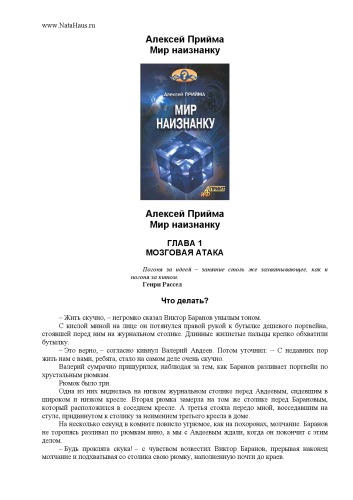 www.NataHaus.ru
Алексей Прийма
Мир наизнанку
Алексей ПРИЙМА
МИР
НАИЗНАНКУ
Алексей Прийма
Мир наизнанку
ГЛАВА 1
МОЗГОВАЯ АТАКА
Погоня за идеей – занятие столь же захватывающее, как и
погоня за китом.
Генри Рассел
Что делать?
– Жить скучно, – негромко сказал Виктор Баранов унылым тоном.
С кислой миной на лице он потянулся правой рукой к бутылке дешевого портвейна,
стоявшей перед ним на журнальном столике. Длинные жилистые пальцы крепко обхватили
бутылку.
– Это верно, – согласно кивнул Валерий Авдеев. Потом уточнил: – С недавних пор
жить нам с вами, ребята, стало на самом деле очень скучно.
Валерий сумрачно прищурился, наблюдая за тем, как Баранов разливает портвейн по
хрустальным рюмкам.
Рюмок было три.
Одна из них виднелась на низком журнальном столике перед Авдеевым, сидевшим в
широком и низком кресле. Вторая рюмка замерла на том же столике перед Барановым,
который расположился в соседнем кресле. А третья стояла передо мной, восседавшим на
стуле, придвинутом к столику за неимением третьего кресла в доме.
На несколько секунд в комнате повисло угрюмое, как на похоронах, молчание. Баранов
не торопясь разливал по рюмкам вино, а мы с Авдеевым ждали, когда он покончит с этим
делом.
– Будь проклята скука! – с чувством возвестил Виктор Баранов, прерывая наконец
молчание и подхватывая со столика свою рюмку, наполненную почти до краев.